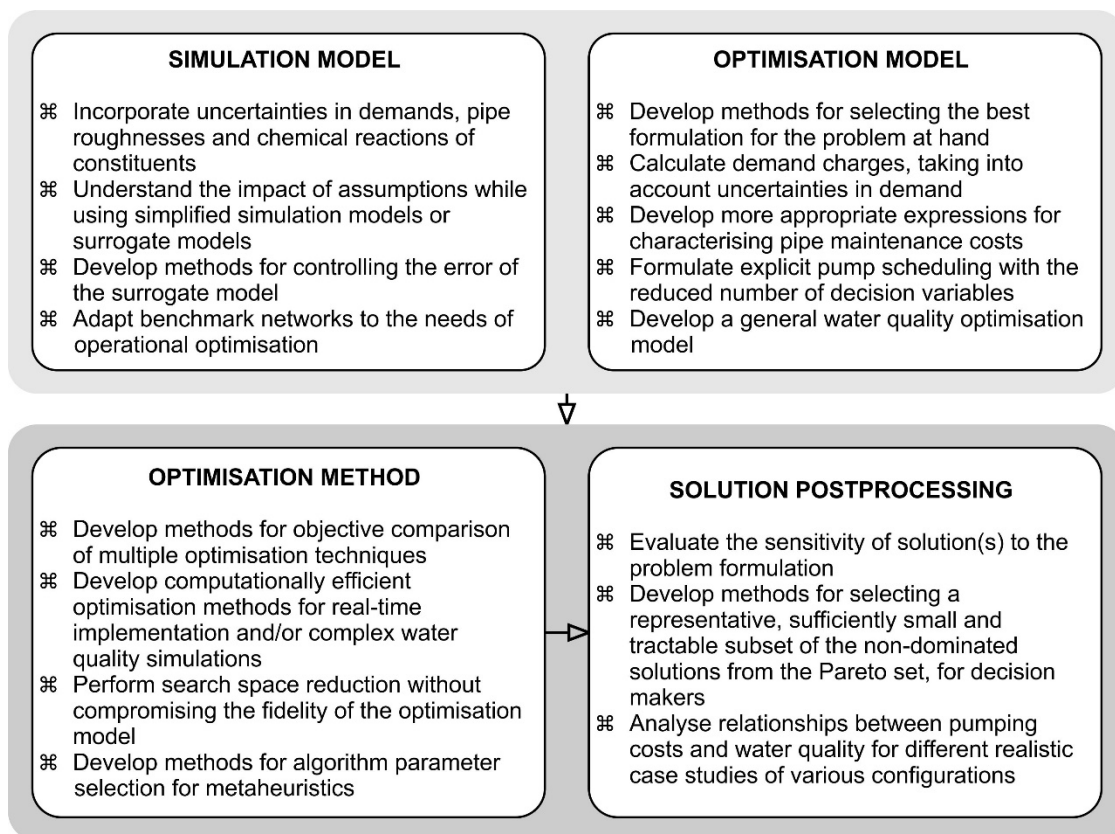 SIMULATION MODEL
⌘ Incorporate uncertainties in demands, pipe
roughnesses and chemical reactions of
constituents
⌘ Understand the impact of assumptions while
using simplified simulation models or
surrogate models
⌘ Develop methods for controlling the error of
the surrogate model
⌘ Adapt benchmark networks to the needs of
operational optimisation
OPTIMISATION MODEL
⌘ Develop methods for selecting the best
formulation for the problem at hand
⌘ Calculate demand charges, taking into
account uncertainties in demand
⌘ Develop more appropriate expressions for
characterising pipe maintenance costs
⌘ Formulate explicit pump scheduling with the
reduced number of decision variables
⌘ Develop a general water quality optimisation
model
OPTIMISATION METHOD
⌘ Develop methods for objective comparison
of multiple optimisation techniques
⌘ Develop computationally efficient
optimisation methods for real-time
implementation and/or complex water
quality simulations
⌘ Perform search space reduction without
compromising the fidelity of the optimisation
model
⌘ Develop methods for algorithm parameter
selection for metaheuristics
SOLUTION POSTPROCESSING
⌘ Evaluate the sensitivity of solution(s) to the
problem formulation
⌘ Develop methods for selecting a
representative, sufficiently small and
tractable subset of the non-dominated
solutions from the Pareto set, for decision
makers
⌘ Analyse relationships between pumping
costs and water quality for different realistic
case studies of various configurations